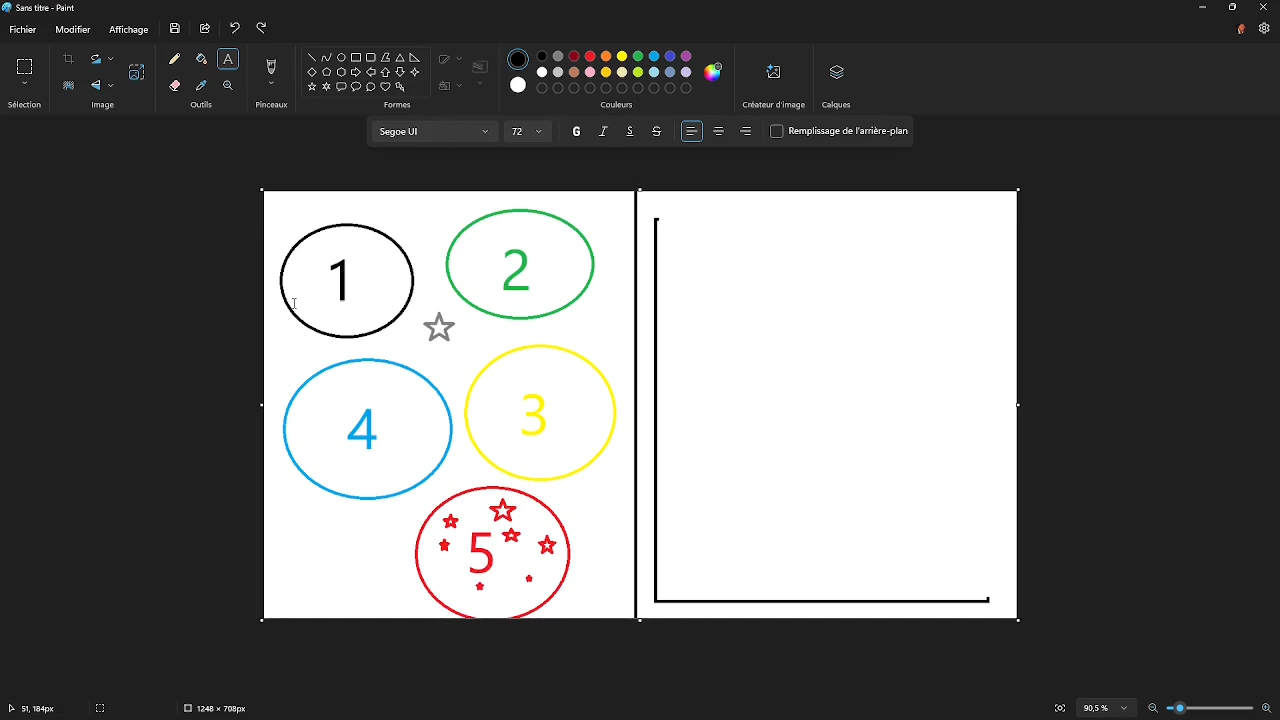 Sans titre - Paint
Fichier Modifier Affichage
Sélection Image Outils Pinceaux Formes Couleurs Créateur d'image Calques
Segoe UI 72 G I S S Remplissage de l'arrière-plan
1 2
4 3
5
51, 184px 1248 × 708px 90,5 %